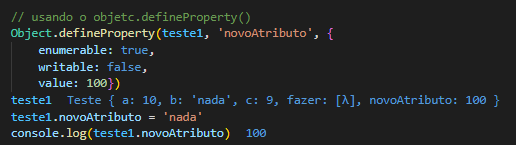 // usando o objetc.defineProperty()
Object.defineProperty(teste1, 'novoAtributo', {
    enumerable: true,
    writable: false,
    value: 100})
teste1  Teste { a: 10, b: 'nada', c: 9, fazer: [λ], novoAtributo: 100 }
teste1.novoAtributo = 'nada'
console.log(teste1.novoAtributo)  100